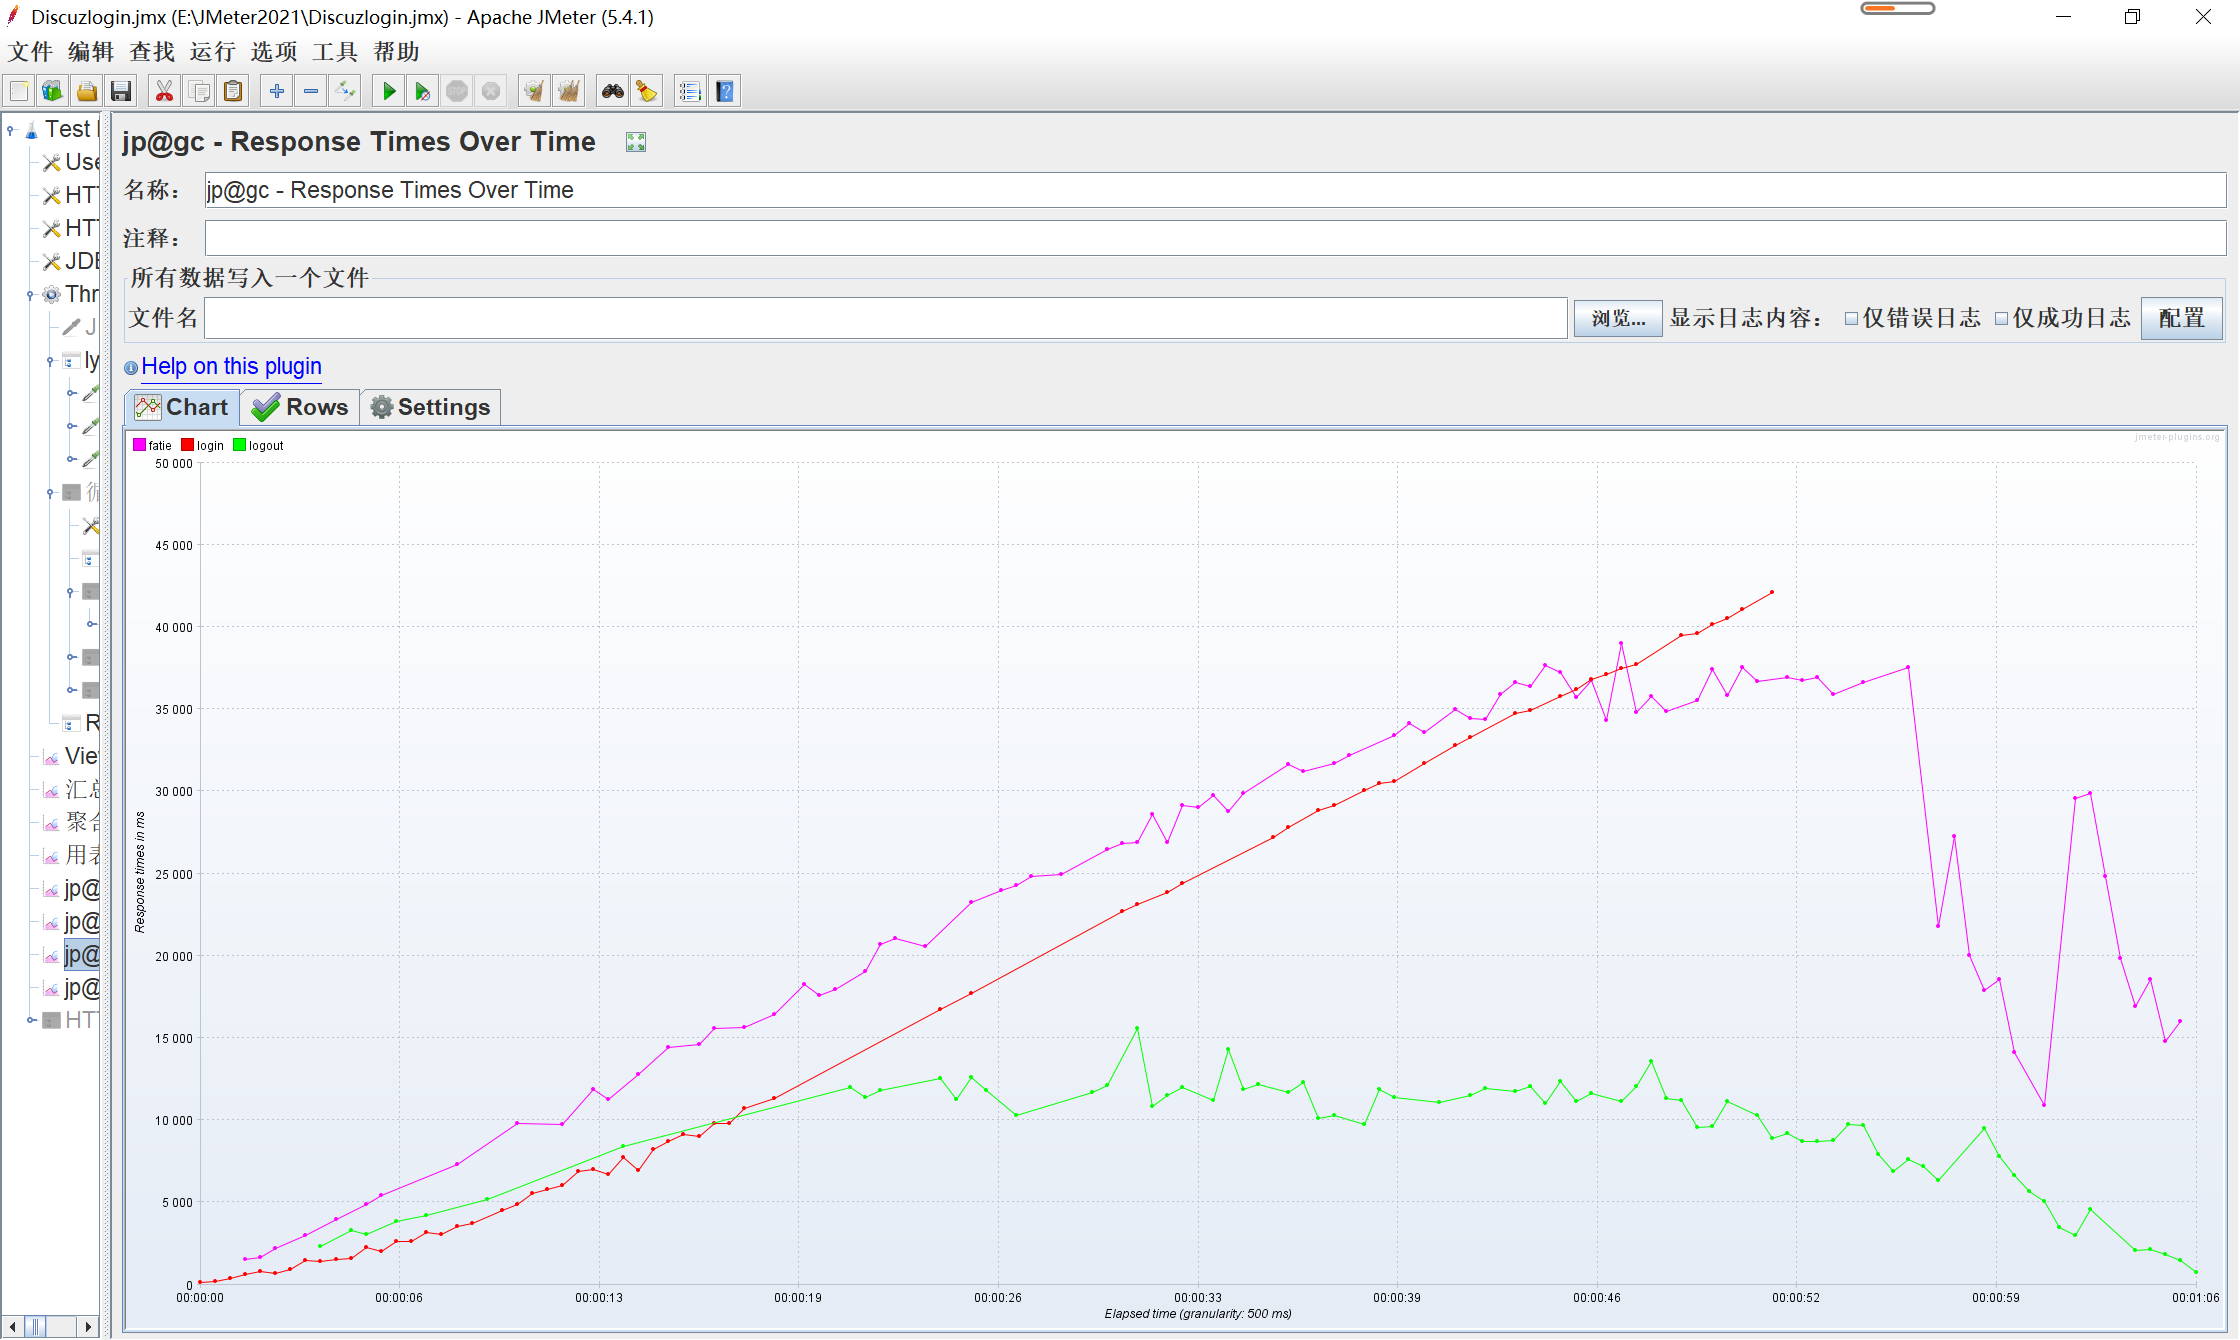 Discuzlogin.jmx (E:\JMeter2021\Discuzlogin.jmx) - Apache JMeter (5.4.1)
文件 编辑 查找 运行 选项 工具 帮助
Test
Use
HT
HT
JDB
Thr
J
ly
循
R
Vie
汇总
聚合
用表
jp@
jp@
jp@
jp@
HT
jp@gc - Response Times Over Time
名称： jp@gc - Response Times Over Time
注释：
所有数据写入一个文件
文件名 浏览... 显示日志内容： 仅错误日志 仅成功日志 配置
Help on this plugin
Chart Rows Settings
fatie login logout
jmeter-plugins.org
50 000
45 000
40 000
35 000
30 000
25 000
20 000
15 000
10 000
5 000
0
Response times in ms
00:00:00 00:00:06 00:00:13 00:00:19 00:00:26 00:00:33 00:00:39 00:00:46 00:00:52 00:00:59 00:01:06
Elapsed time (granularity: 500 ms)